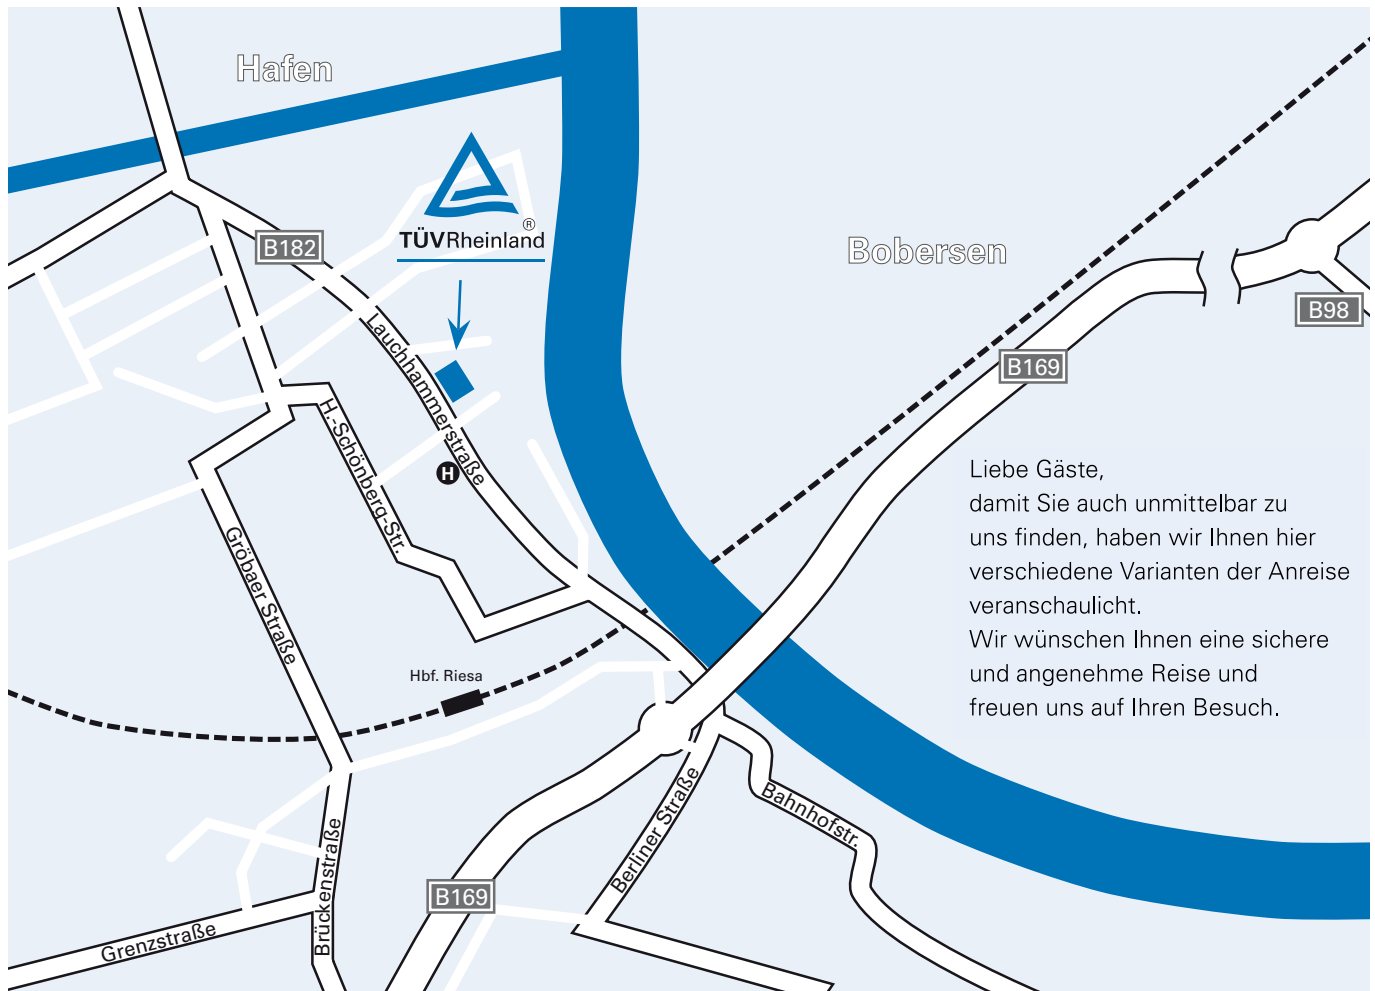 Hafen
TÜVRheinland®
B182
Bobersen
B98
B169
Lauchhammerstraße
H.-Schönberg-Str.
H
Liebe Gäste,
damit Sie auch unmittelbar zu
uns finden, haben wir Ihnen hier
verschiedene Varianten der Anreise
veranschaulicht.
Wir wünschen Ihnen eine sichere
und angenehme Reise und
freuen uns auf Ihren Besuch.
Gröbaer Straße
Hbf. Riesa
Berliner Straße
Bahnhofstr.
Brückenstraße
B169
Grenzstraße